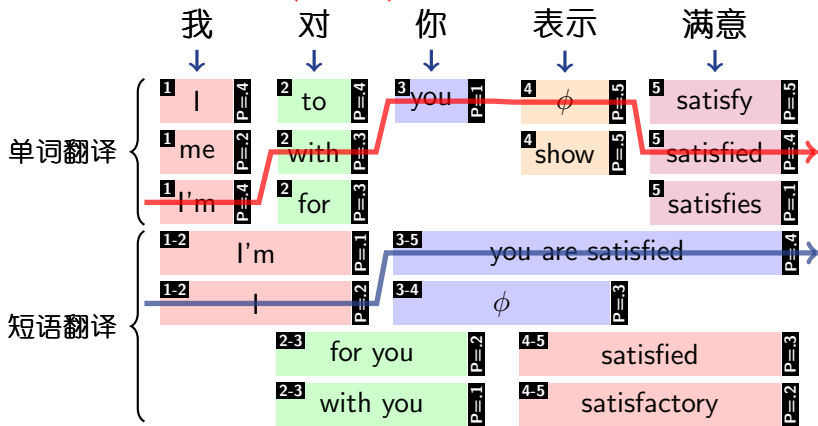 我 对 你 表示 满意
单词翻译
1 I P=.4 2 to P=.4 3 you P=1 4 ϕ P=.5 5 satisfy P=.5
1 me P=.2 2 with P=.3 4 show P=.5 5 satisfied P=.4
1 I'm P=.4 2 for P=.3 5 satisfies P=.1
短语翻译
1-2 I'm P=.1 3-5 you are satisfied P=.4
1-2 I P=.2 3-4 ϕ P=.3
2-3 for you P=.2 4-5 satisfied P=.3
2-3 with you P=.1 4-5 satisfactory P=.2